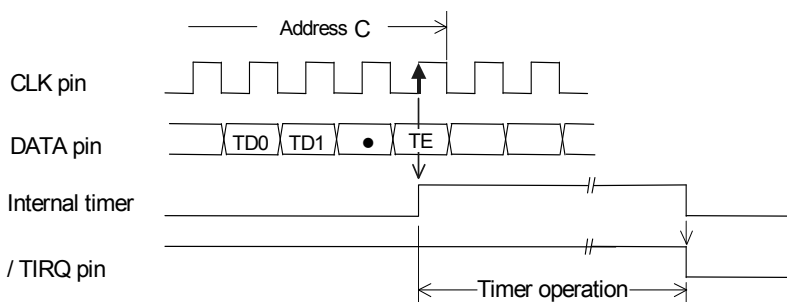 Address C
CLK pin
DATA pin
TD0 TD1 ● TE
Internal timer
/ TIRQ pin
Timer operation